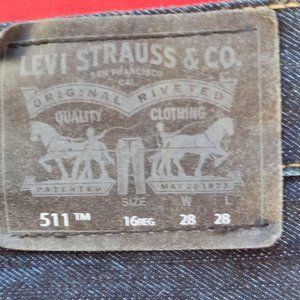 LEVI STRAUSS & CO.
SAN FRANCISCO
CAL.
ORIGINAL RIVETED
QUALITY CLOTHING
PATENTED MAY 20 1873
SIZE W L
511™ 16REG 28 28